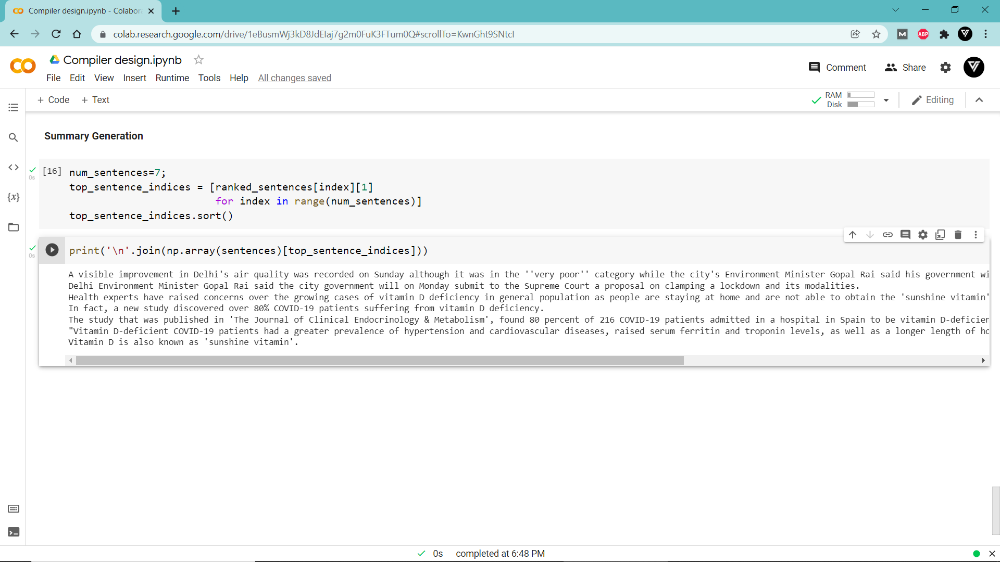 Compiler design.ipynb - Colabor
colab.research.google.com/drive/1eBusmWj3kD8JdEIaj7g2m0FuK3FTum0Q#scrollTo=KwnGht9SNtcI
M
ABP
CO
Compiler design.ipynb
Comment
Share
File Edit View Insert Runtime Tools Help All changes saved
+ Code + Text
RAM
Disk
Editing
Summary Generation
[16]
0s
num_sentences=7;
top_sentence_indices = [ranked_sentences[index][1]
for index in range(num_sentences)]
top_sentence_indices.sort()
{x}
0s
print('\n'.join(np.array(sentences)[top_sentence_indices]))
A visible improvement in Delhi's air quality was recorded on Sunday although it was in the ''very poor'' category while the city's Environment Minister Gopal Rai said his government wi
Delhi Environment Minister Gopal Rai said the city government will on Monday submit to the Supreme Court a proposal on clamping a lockdown and its modalities.
Health experts have raised concerns over the growing cases of vitamin D deficiency in general population as people are staying at home and are not able to obtain the 'sunshine vitamin'
In fact, a new study discovered over 80% COVID-19 patients suffering from vitamin D deficiency.
The study that was published in 'The Journal of Clinical Endocrinology & Metabolism', found 80 percent of 216 COVID-19 patients admitted in a hospital in Spain to be vitamin D-deficien
"Vitamin D-deficient COVID-19 patients had a greater prevalence of hypertension and cardiovascular diseases, raised serum ferritin and troponin levels, as well as a longer length of ho
Vitamin D is also known as 'sunshine vitamin'.
0s completed at 6:48 PM